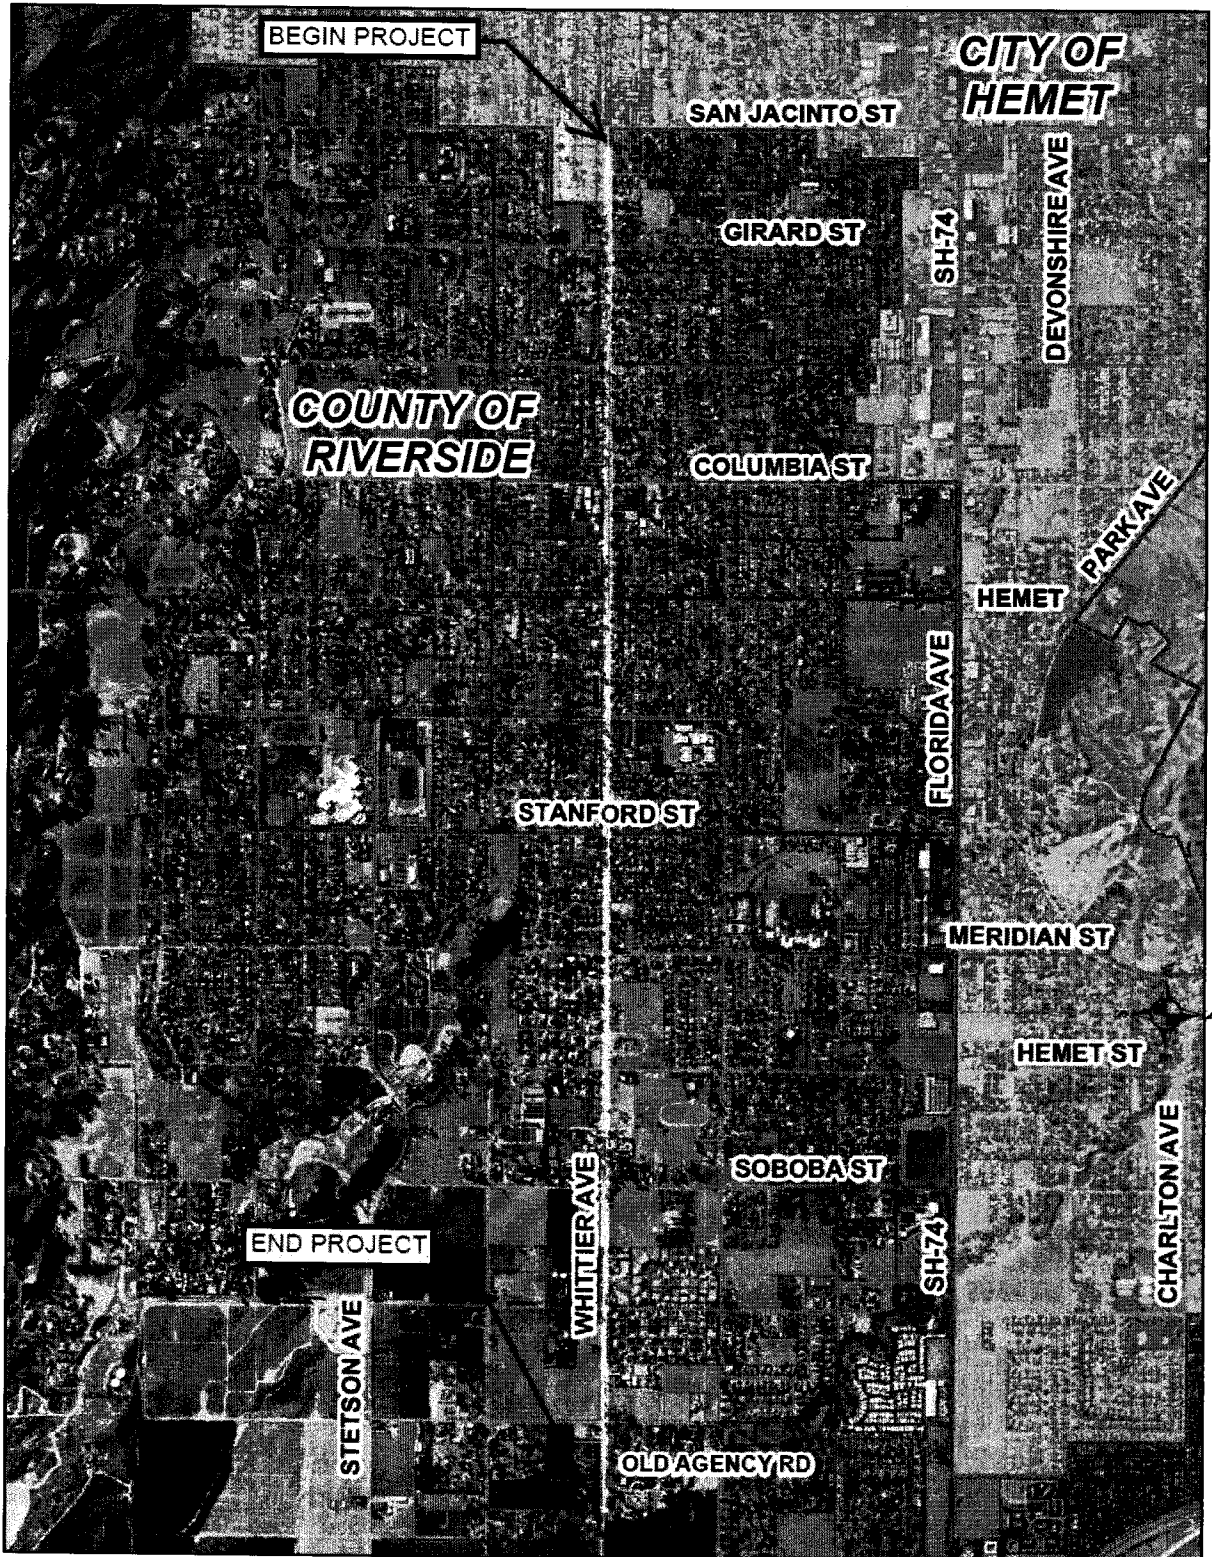 BEGIN PROJECT
CITY OF
HEMET
SAN JACINTO ST
DEVONSHIRE AVE
GIRARD ST
SH-74
COUNTY OF
RIVERSIDE
COLUMBIA ST
PARK AVE
HEMET
FLORIDA AVE
STANFORD ST
MERIDIAN ST
HEMET ST
CHARLTON AVE
SOBOBA ST
WHITTIER AVE
END PROJECT
SH-74
STETSON AVE
OLD AGENCY RD